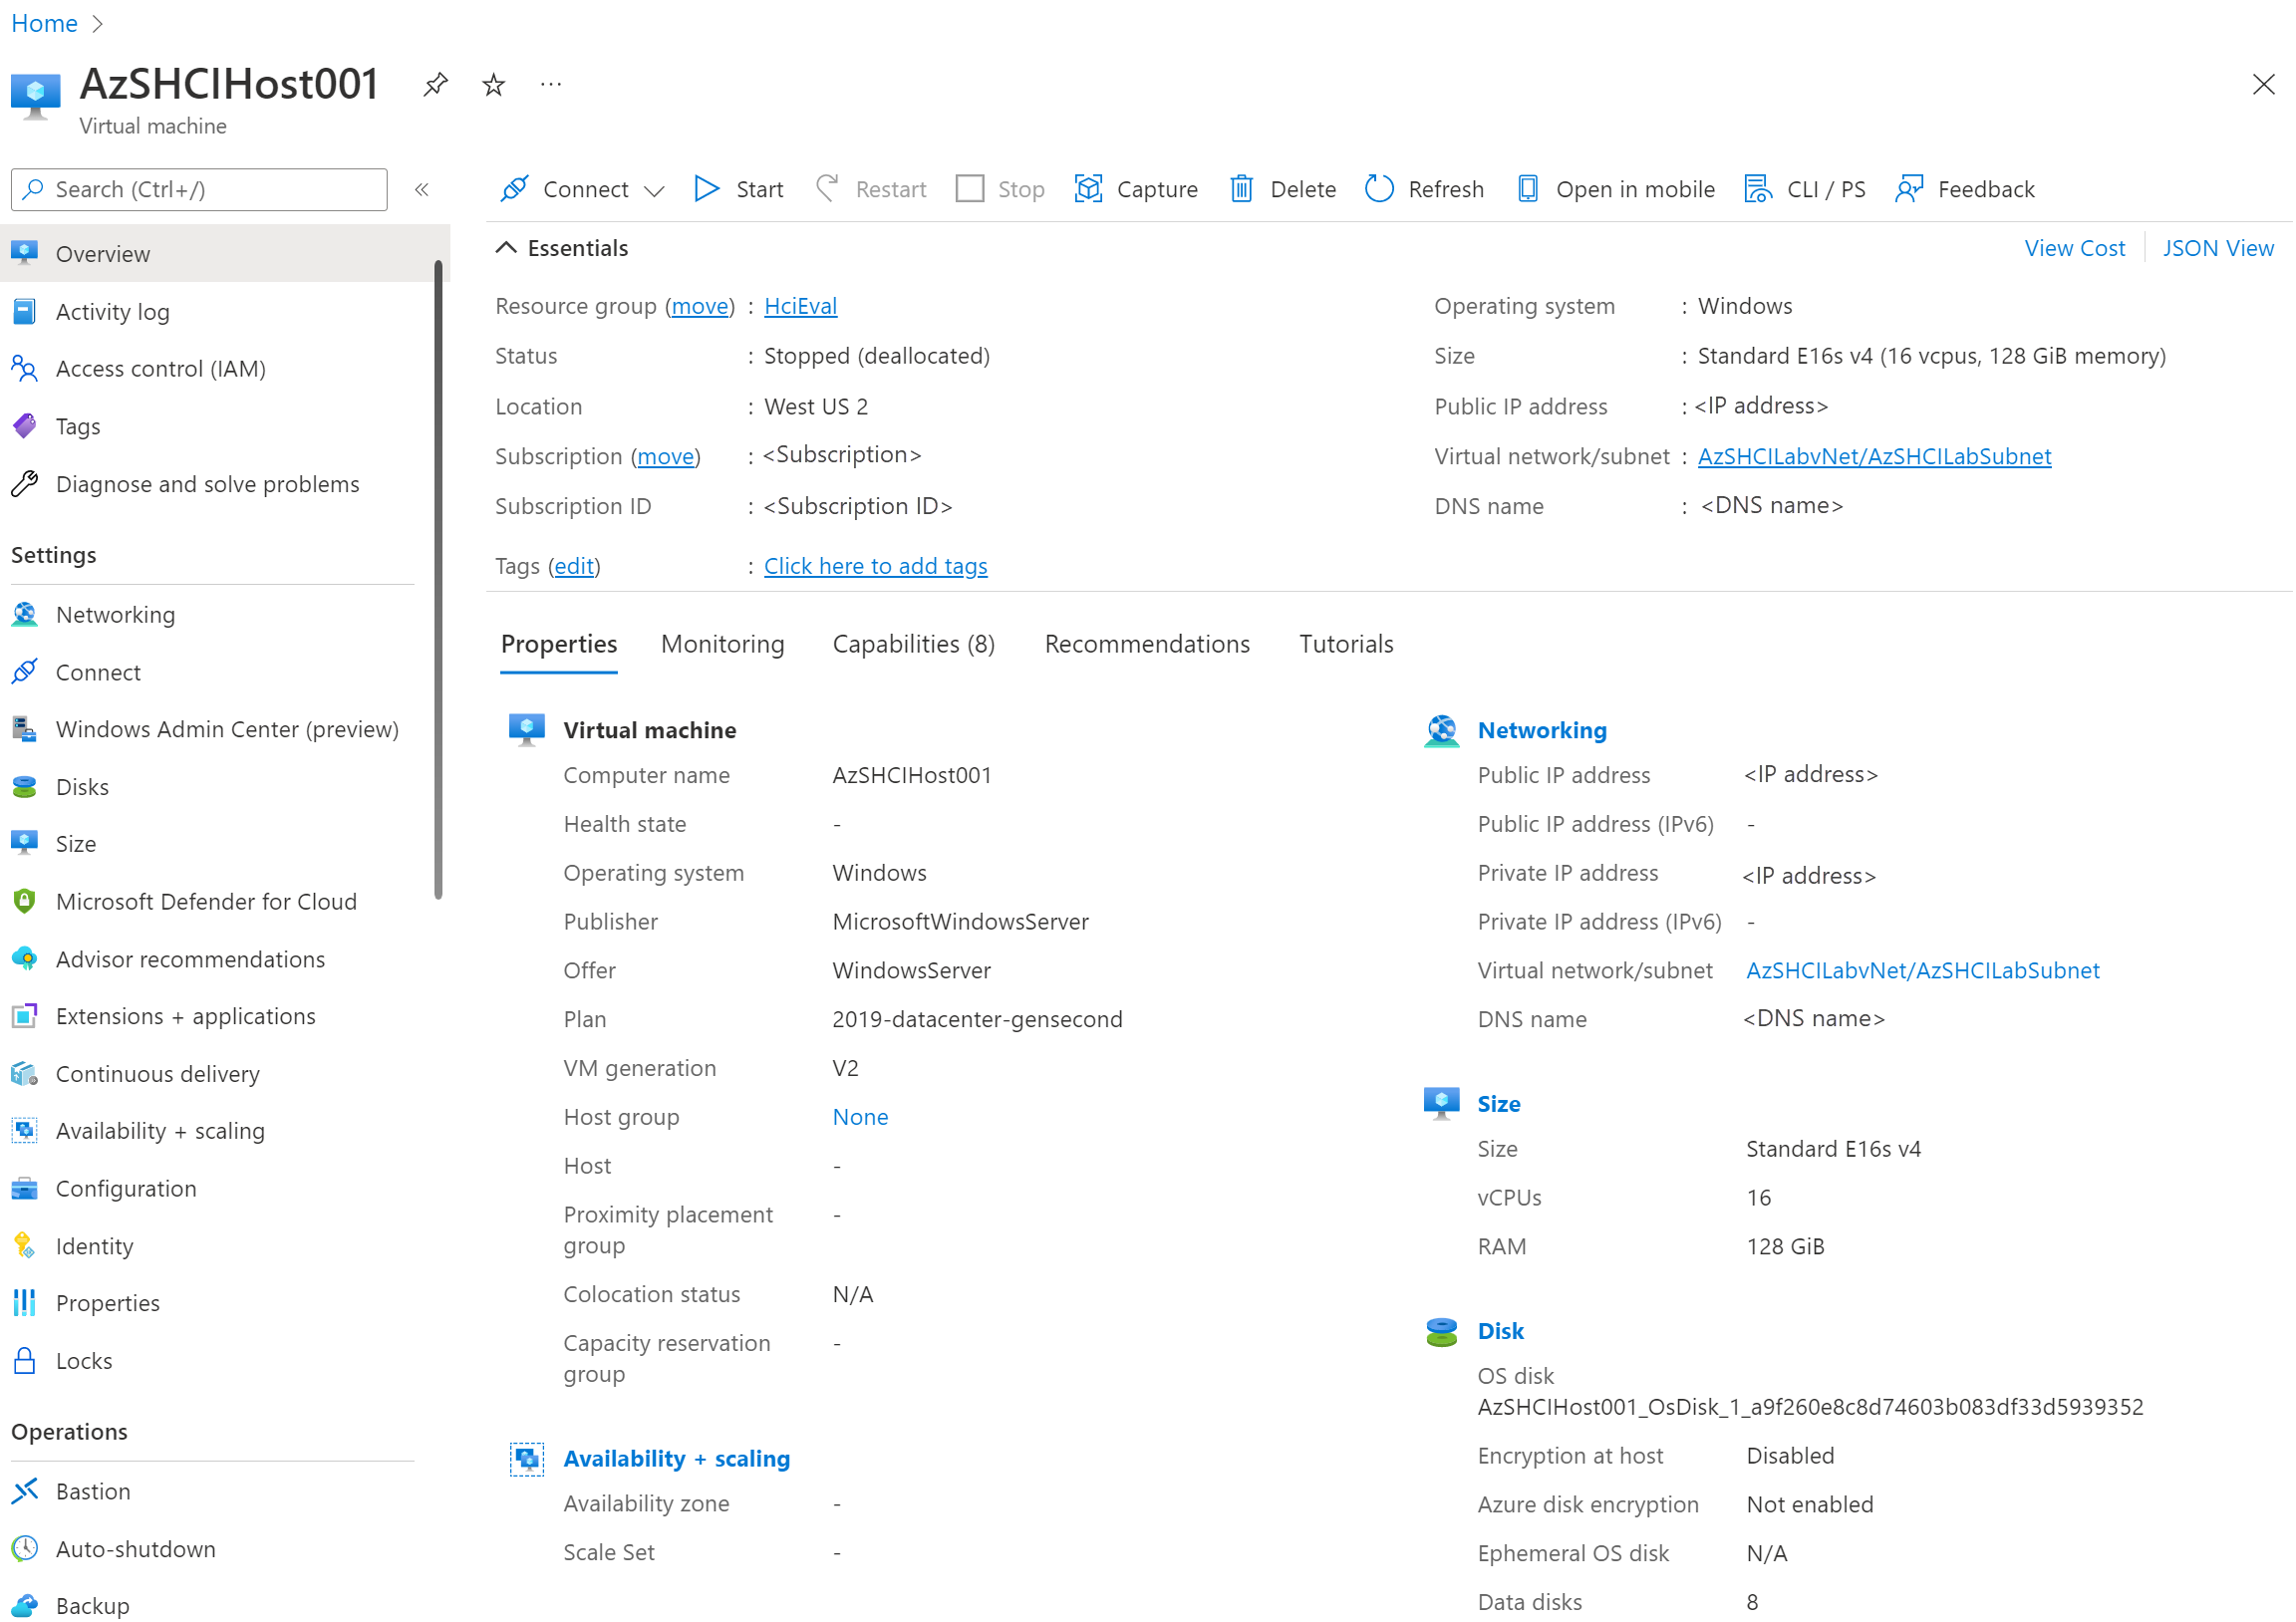 Home
AzSHCIHost001
Virtual machine
Search (Ctrl+/)
«
Connect Start Restart Stop Capture Delete Refresh Open in mobile CLI / PS Feedback
Overview
Activity log
Access control (IAM)
Tags
Diagnose and solve problems
Settings
Networking
Connect
Windows Admin Center (preview)
Disks
Size
Microsoft Defender for Cloud
Advisor recommendations
Extensions + applications
Continuous delivery
Availability + scaling
Configuration
Identity
Properties
Locks
Operations
Bastion
Auto-shutdown
Backup
Essentials
View Cost JSON View
Resource group (move) : HciEval
Status : Stopped (deallocated)
Location : West US 2
Subscription (move) : <Subscription>
Subscription ID : <Subscription ID>
Tags (edit) : Click here to add tags
Operating system : Windows
Size : Standard E16s v4 (16 vcpus, 128 GiB memory)
Public IP address : <IP address>
Virtual network/subnet : AzSHCILabvNet/AzSHCILabSubnet
DNS name : <DNS name>
Properties Monitoring Capabilities (8) Recommendations Tutorials
Virtual machine
Computer name AzSHCIHost001
Health state -
Operating system Windows
Publisher MicrosoftWindowsServer
Offer WindowsServer
Plan 2019-datacenter-gensecond
VM generation V2
Host group None
Host -
Proximity placement -
group
Colocation status N/A
Capacity reservation -
group
Availability + scaling
Availability zone -
Scale Set -
Networking
Public IP address <IP address>
Public IP address (IPv6) -
Private IP address <IP address>
Private IP address (IPv6) -
Virtual network/subnet AzSHCILabvNet/AzSHCILabSubnet
DNS name <DNS name>
Size
Size Standard E16s v4
vCPUs 16
RAM 128 GiB
Disk
OS disk
AzSHCIHost001_OsDisk_1_a9f260e8c8d74603b083df33d5939352
Encryption at host Disabled
Azure disk encryption Not enabled
Ephemeral OS disk N/A
Data disks 8